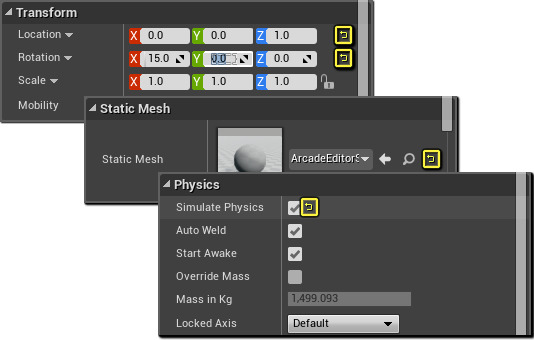 Transform
Location X 0.0 Y 0.0 Z 1.0
Rotation X 15.0 Y 0.0 Z 0.0
Scale X 1.0 Y 1.0 Z 1.0
Mobility
Static Mesh
Static Mesh ArcadeEditorS
Physics
Simulate Physics
Auto Weld
Start Awake
Override Mass
Mass in Kg 1,499.093
Locked Axis Default